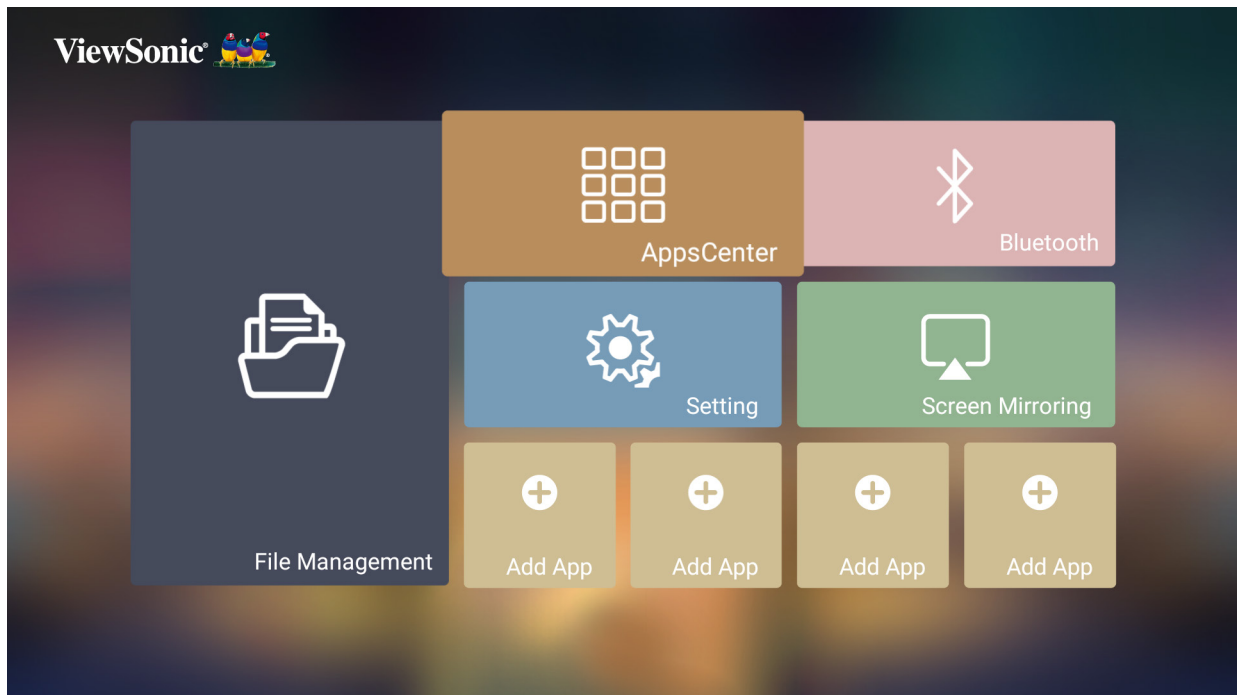 ViewSonic®
AppsCenter
Bluetooth
Setting
Screen Mirroring
File Management
Add App
Add App
Add App
Add App